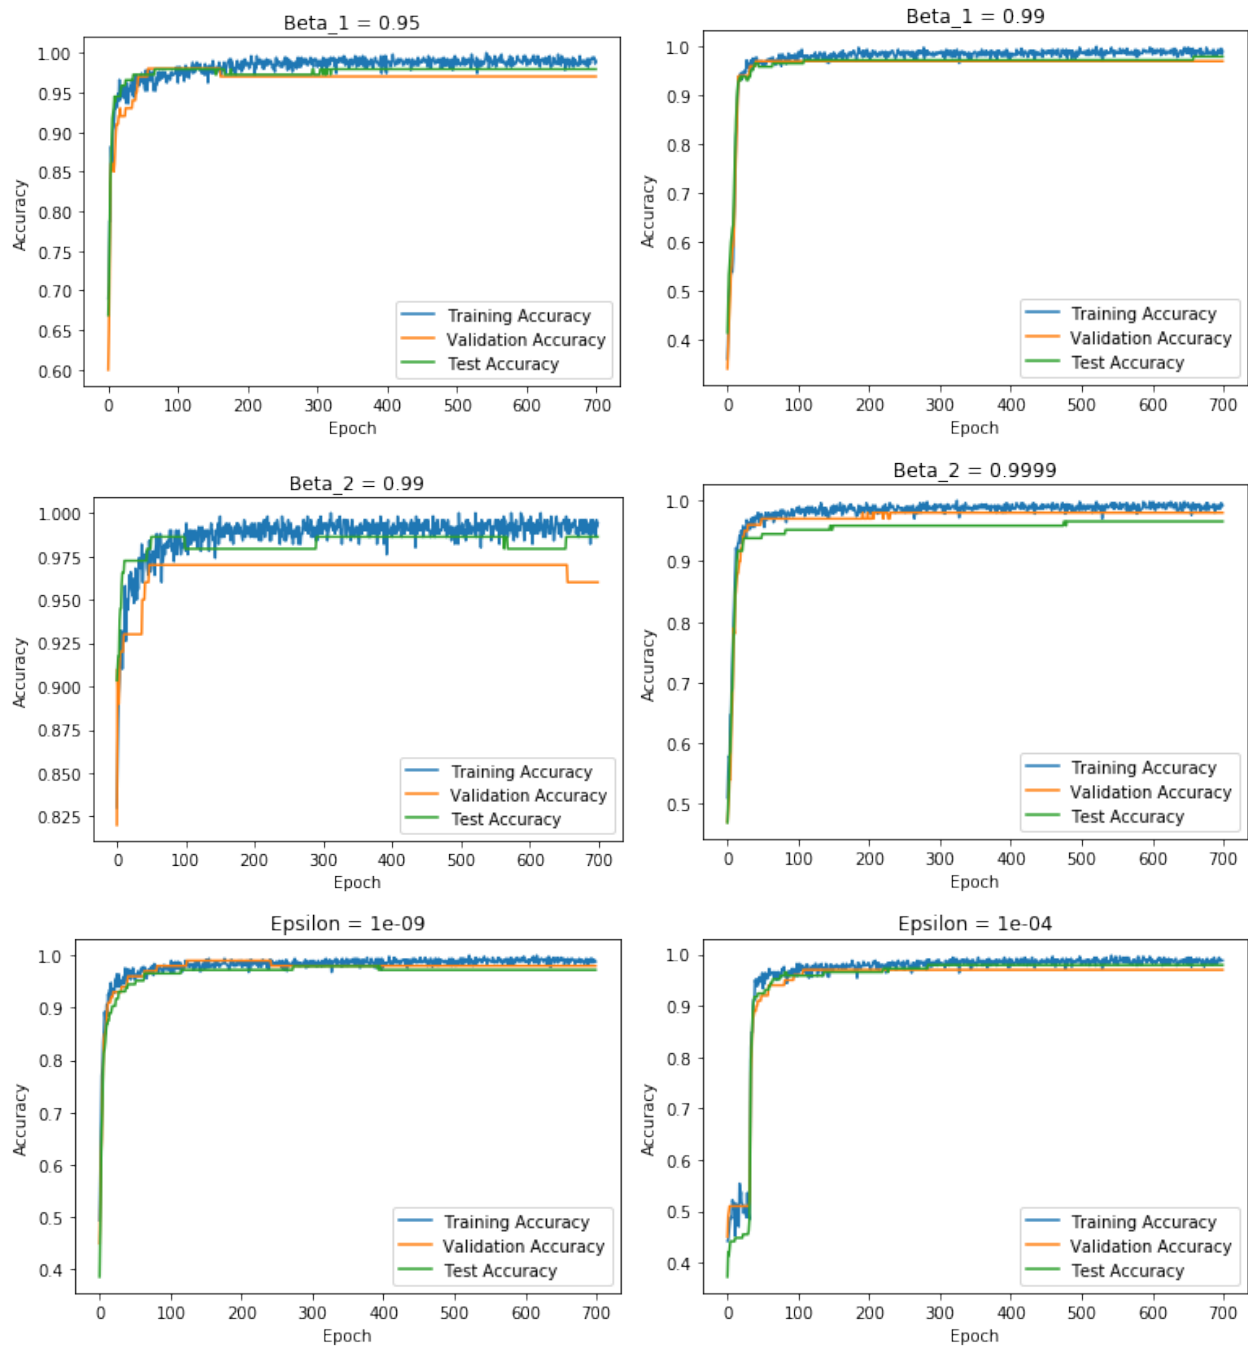 Beta_1 = 0.95
1.00
0.95
0.90
0.85
0.80
0.75
0.70
0.65
0.60
Accuracy
Training Accuracy
Validation Accuracy
Test Accuracy
0 100 200 300 400 500 600 700
Epoch
Beta_1 = 0.99
1.0
0.9
0.8
0.7
0.6
0.5
0.4
Accuracy
Training Accuracy
Validation Accuracy
Test Accuracy
0 100 200 300 400 500 600 700
Epoch
Beta_2 = 0.99
1.000
0.975
0.950
0.925
0.900
0.875
0.850
0.825
Accuracy
Training Accuracy
Validation Accuracy
Test Accuracy
0 100 200 300 400 500 600 700
Epoch
Beta_2 = 0.9999
1.0
0.9
0.8
0.7
0.6
0.5
Accuracy
Training Accuracy
Validation Accuracy
Test Accuracy
0 100 200 300 400 500 600 700
Epoch
Epsilon = 1e-09
1.0
0.9
0.8
0.7
0.6
0.5
0.4
Accuracy
Training Accuracy
Validation Accuracy
Test Accuracy
0 100 200 300 400 500 600 700
Epoch
Epsilon = 1e-04
1.0
0.9
0.8
0.7
0.6
0.5
0.4
Accuracy
Training Accuracy
Validation Accuracy
Test Accuracy
0 100 200 300 400 500 600 700
Epoch